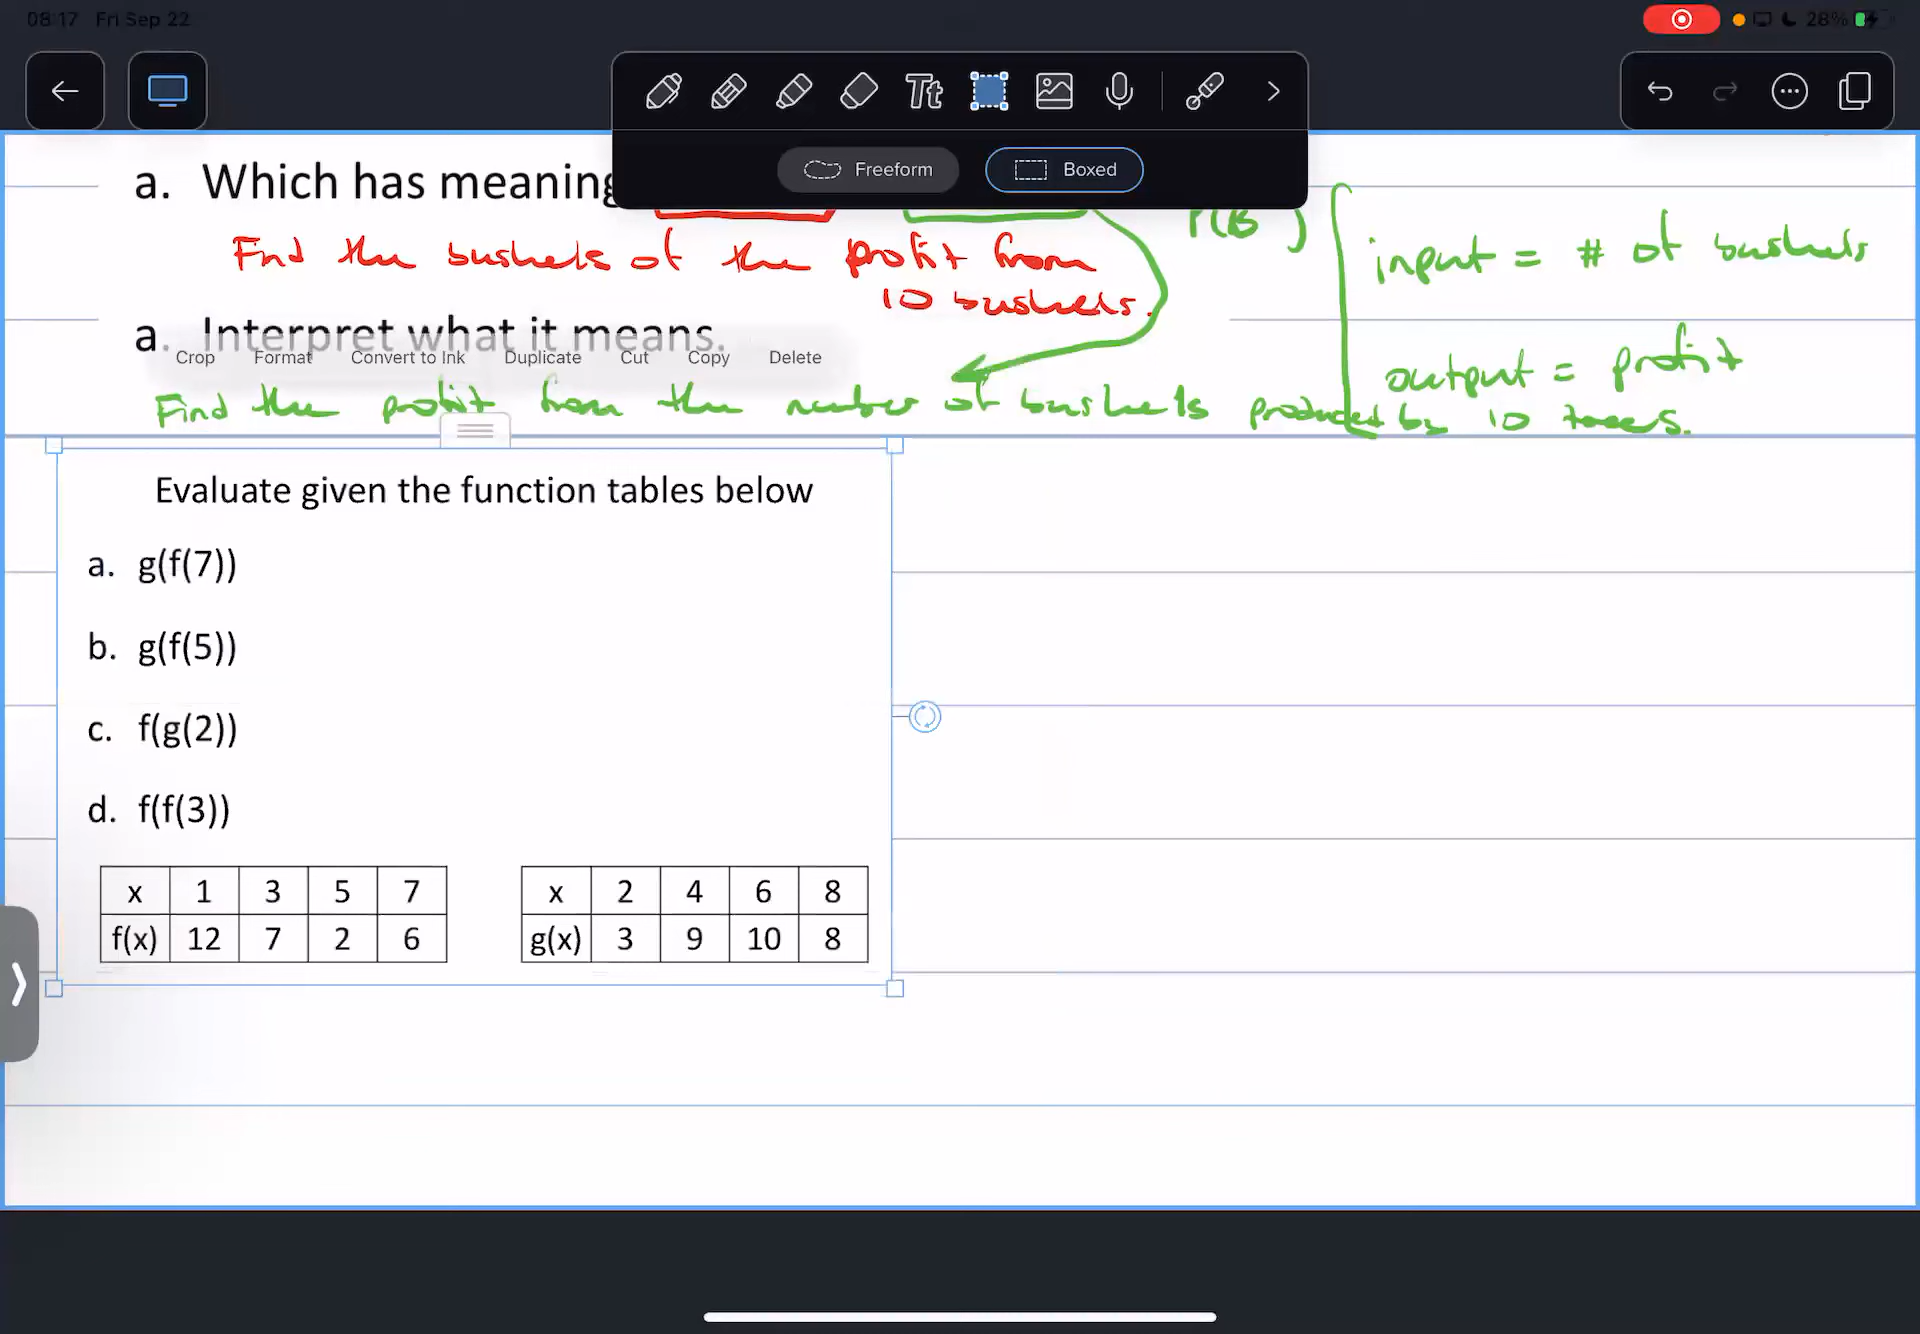 08:17 Fri Sep 22
28%
Tt
Freeform
Boxed
a. Which has meaning
Find the bushels of the profit from
10 bushels.
input = # of bushels
a. Interpret what it means.
output = profit
Crop Format Convert to Ink Duplicate Cut Copy Delete
Find the profit from the number of bushels produced by 10 trees.
Evaluate given the function tables below
a. g(f(7))
b. g(f(5))
c. f(g(2))
d. f(f(3))
x 1 3 5 7
f(x) 12 7 2 6
x 2 4 6 8
g(x) 3 9 10 8